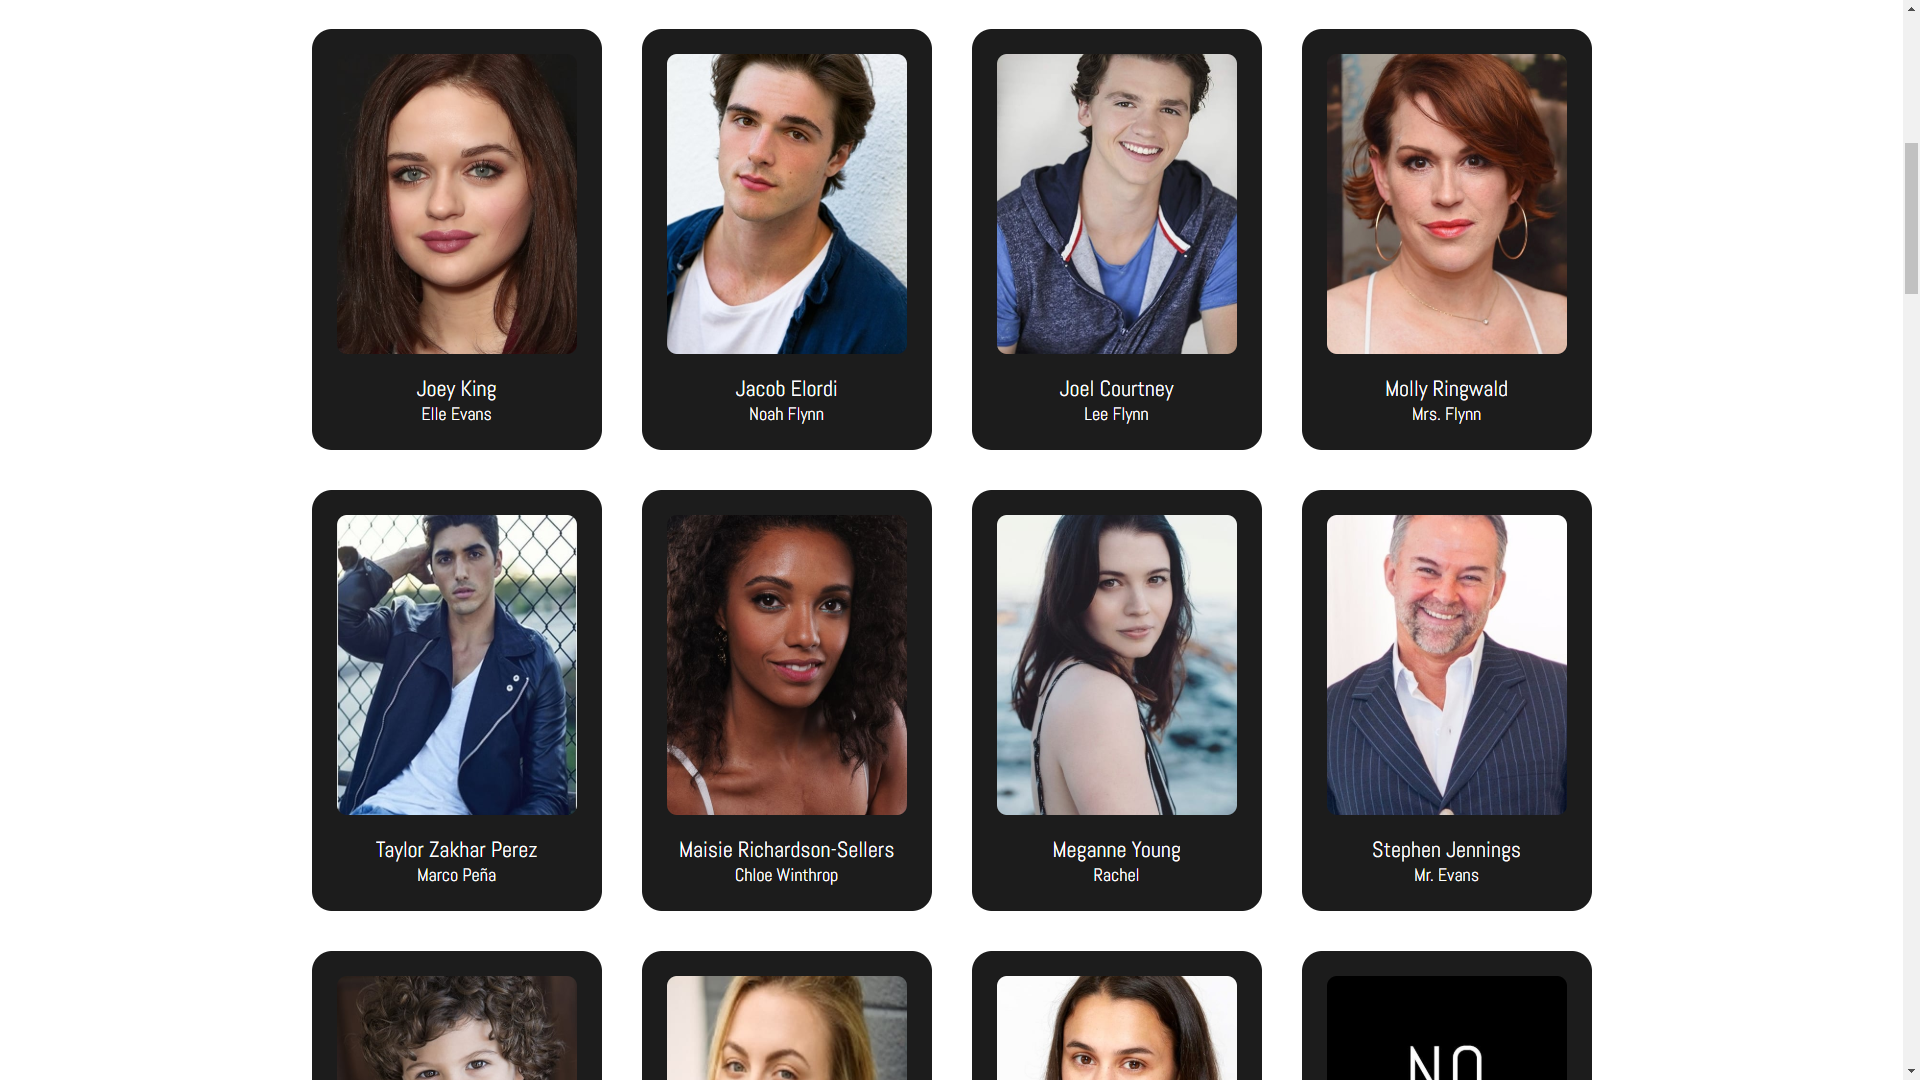 Joey King
Elle Evans
Jacob Elordi
Noah Flynn
Joel Courtney
Lee Flynn
Molly Ringwald
Mrs. Flynn
Taylor Zakhar Perez
Marco Peña
Maisie Richardson-Sellers
Chloe Winthrop
Meganne Young
Rachel
Stephen Jennings
Mr. Evans
NO